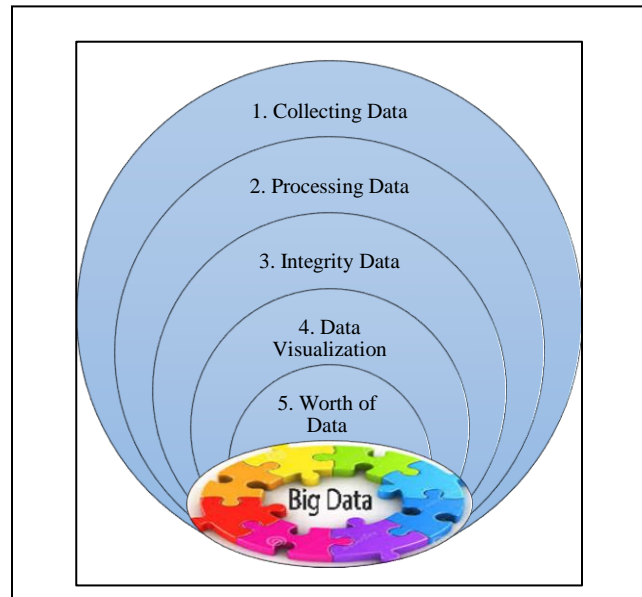 1. Collecting Data
2. Processing Data
3. Integrity Data
4. Data
Visualization
5. Worth of
Data
Big Data